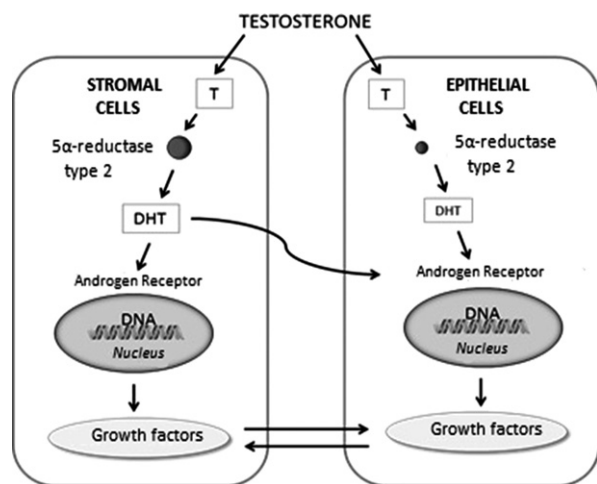 TESTOSTERONE
STROMAL
CELLS
T
5α-reductase
type 2
DHT
Androgen Receptor
DNA
Nucleus
Growth factors
EPITHELIAL
CELLS
T
5α-reductase
type 2
DHT
Androgen Receptor
DNA
Nucleus
Growth factors